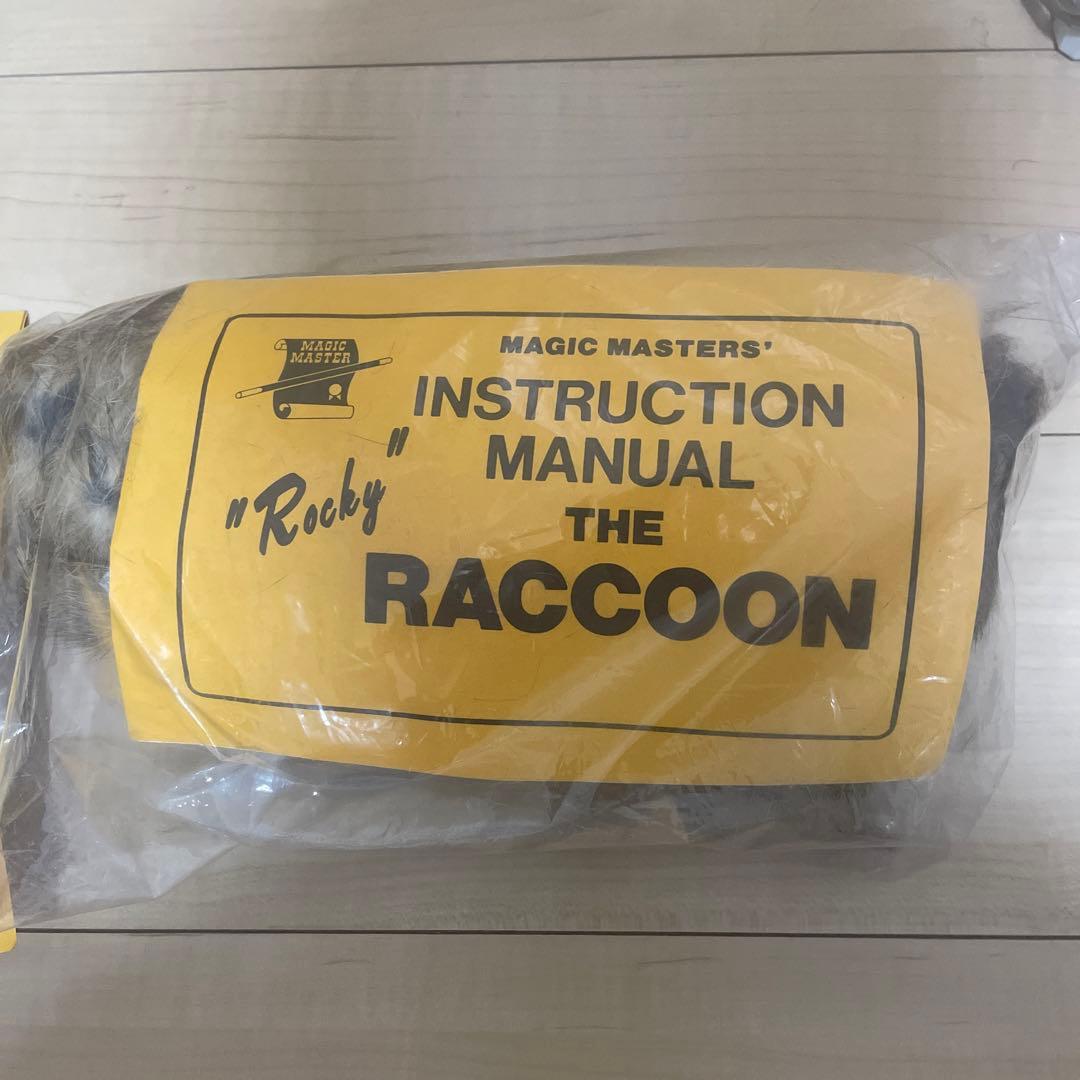 MAGIC
MASTER
MAGIC MASTERS'
INSTRUCTION
MANUAL
"Rocky"
THE
RACCOON